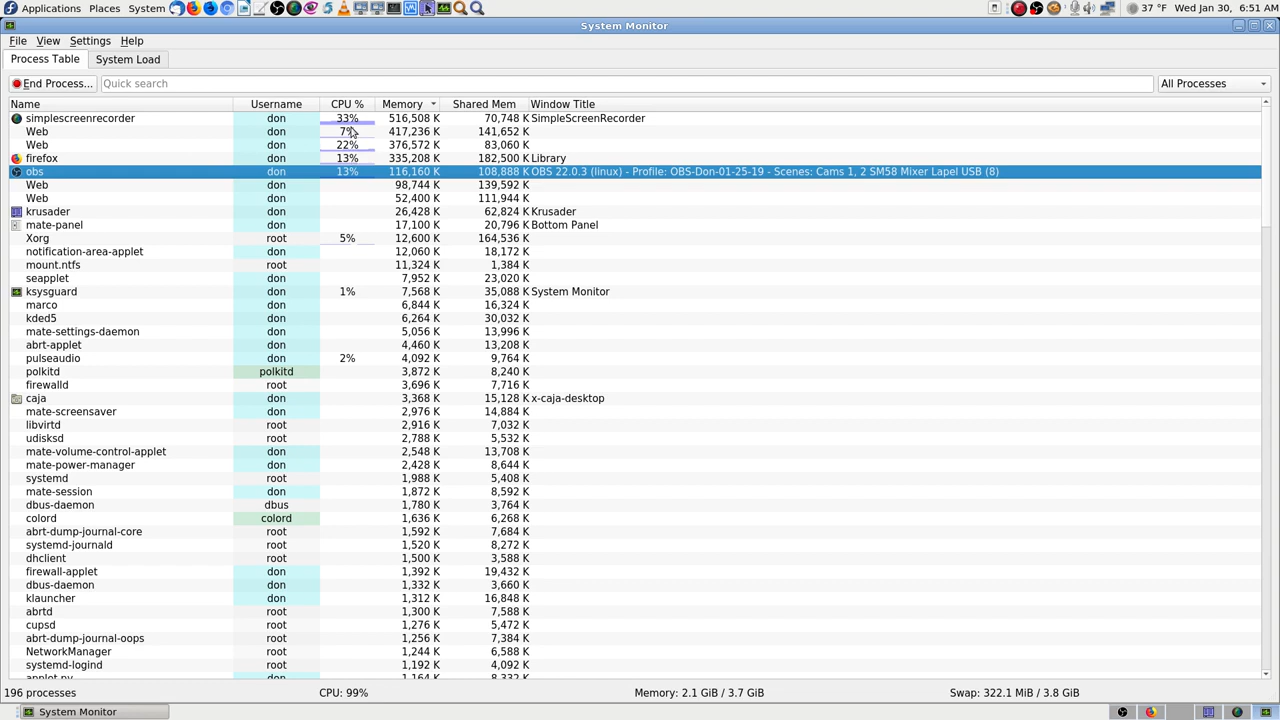 Applications Places System 37 °F Wed Jan 30, 6:51 AM
System Monitor
File View Settings Help
Process Table System Load
End Process... Quick search All Processes
Name Username CPU % Memory Shared Mem Window Title
simplescreenrecorder don 33% 516,508 K 70,748 K SimpleScreenRecorder
Web don 7% 417,236 K 141,652 K
Web don 22% 376,572 K 83,060 K
firefox don 13% 335,208 K 182,500 K Library
obs don 13% 116,160 K 108,888 K OBS 22.0.3 (linux) - Profile: OBS-Don-01-25-19 - Scenes: Cams 1, 2 SM58 Mixer Lapel USB (8)
Web don 98,744 K 139,592 K
Web don 52,400 K 111,944 K
krusader don 26,428 K 62,824 K Krusader
mate-panel don 17,100 K 20,796 K Bottom Panel
Xorg root 5% 12,600 K 164,536 K
notification-area-applet don 12,060 K 18,172 K
mount.ntfs root 11,324 K 1,384 K
seapplet don 7,952 K 23,020 K
ksysguard don 1% 7,568 K 35,088 K System Monitor
marco don 6,844 K 16,324 K
kded5 don 6,264 K 30,032 K
mate-settings-daemon don 5,056 K 13,996 K
abrt-applet don 4,460 K 13,208 K
pulseaudio don 2% 4,092 K 9,764 K
polkitd polkitd 3,872 K 8,240 K
firewalld root 3,696 K 7,716 K
caja don 3,368 K 15,128 K x-caja-desktop
mate-screensaver don 2,976 K 14,884 K
libvirtd root 2,916 K 7,032 K
udisksd root 2,788 K 5,532 K
mate-volume-control-applet don 2,548 K 13,708 K
mate-power-manager don 2,428 K 8,644 K
systemd root 1,988 K 5,408 K
mate-session don 1,872 K 8,592 K
dbus-daemon dbus 1,780 K 3,764 K
colord colord 1,636 K 6,268 K
abrt-dump-journal-core root 1,592 K 7,684 K
systemd-journald root 1,520 K 8,272 K
dhclient root 1,500 K 3,588 K
firewall-applet don 1,392 K 19,432 K
dbus-daemon don 1,332 K 3,660 K
klauncher don 1,312 K 16,848 K
abrtd root 1,300 K 7,588 K
cupsd root 1,276 K 5,472 K
abrt-dump-journal-oops root 1,256 K 7,384 K
NetworkManager root 1,244 K 6,588 K
systemd-logind root 1,192 K 4,092 K
applet.py don 1,164 K 8,332 K
196 processes CPU: 99% Memory: 2.1 GiB / 3.7 GiB Swap: 322.1 MiB / 3.8 GiB
System Monitor